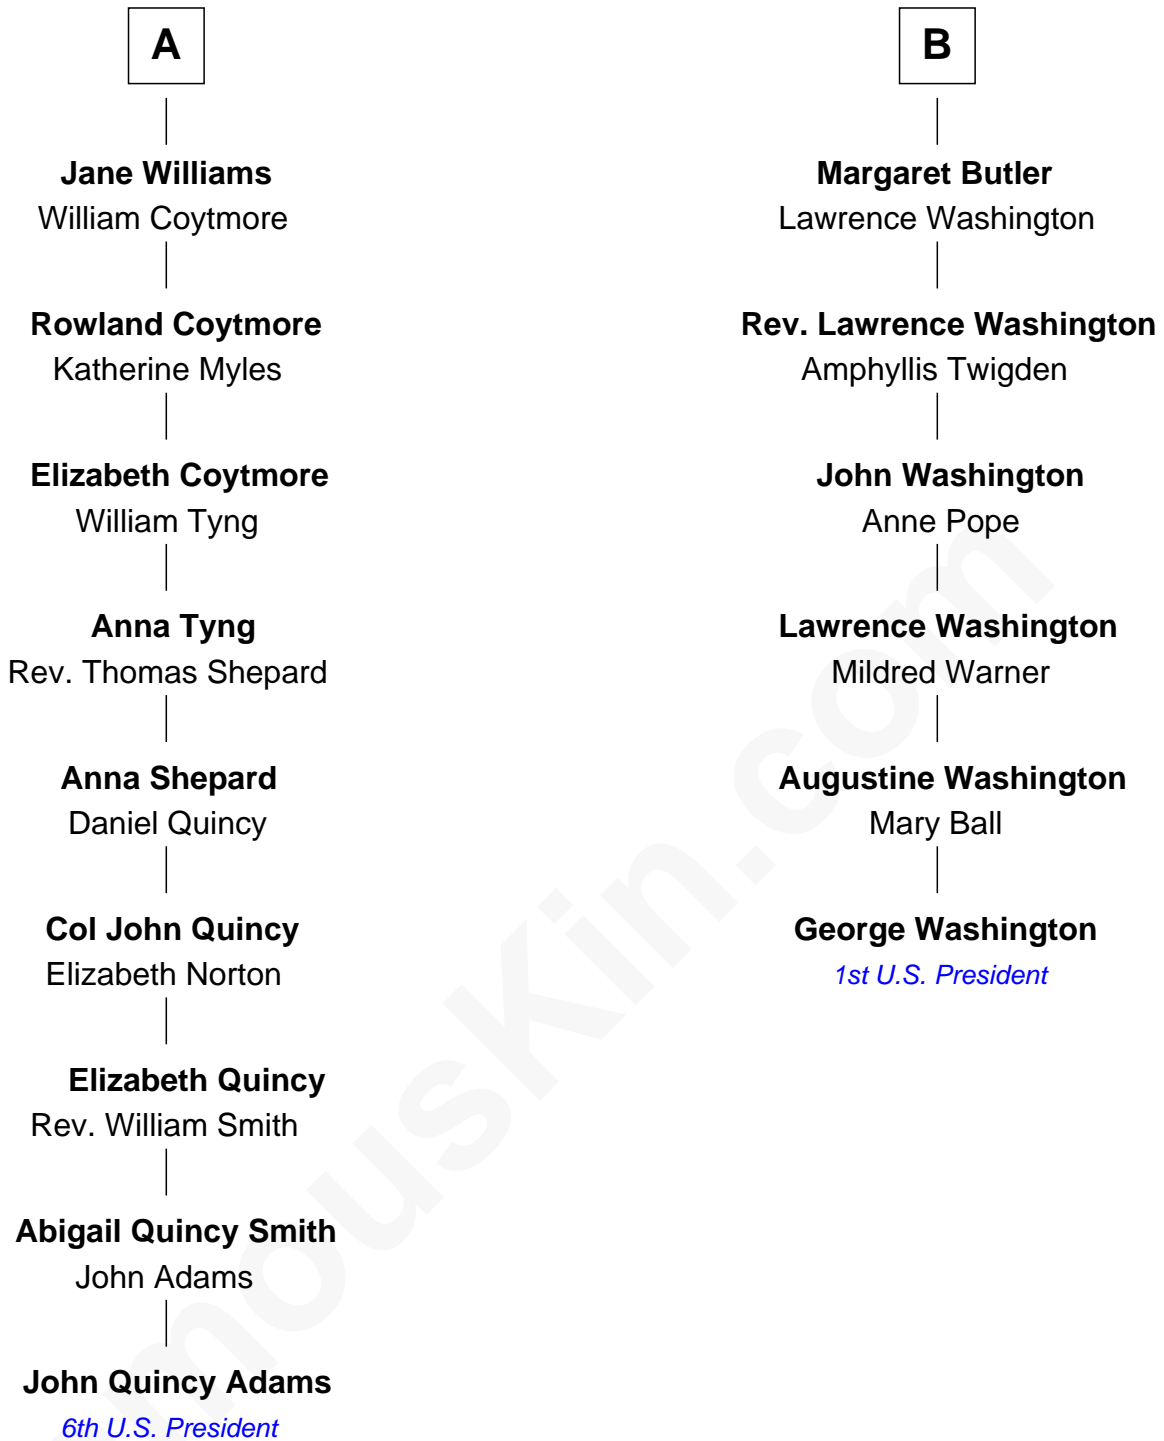 A
Jane Williams
William Coytmore
Rowland Coytmore
Katherine Myles
Elizabeth Coytmore
William Tyng
Anna Tyng
Rev. Thomas Shepard
Anna Shepard
Daniel Quincy
Col John Quincy
Elizabeth Norton
Elizabeth Quincy
Rev. William Smith
Abigail Quincy Smith
John Adams
John Quincy Adams
6th U.S. President
B
Margaret Butler
Lawrence Washington
Rev. Lawrence Washington
Amphyllis Twigden
John Washington
Anne Pope
Lawrence Washington
Mildred Warner
Augustine Washington
Mary Ball
George Washington
1st U.S. President
mousKin.com